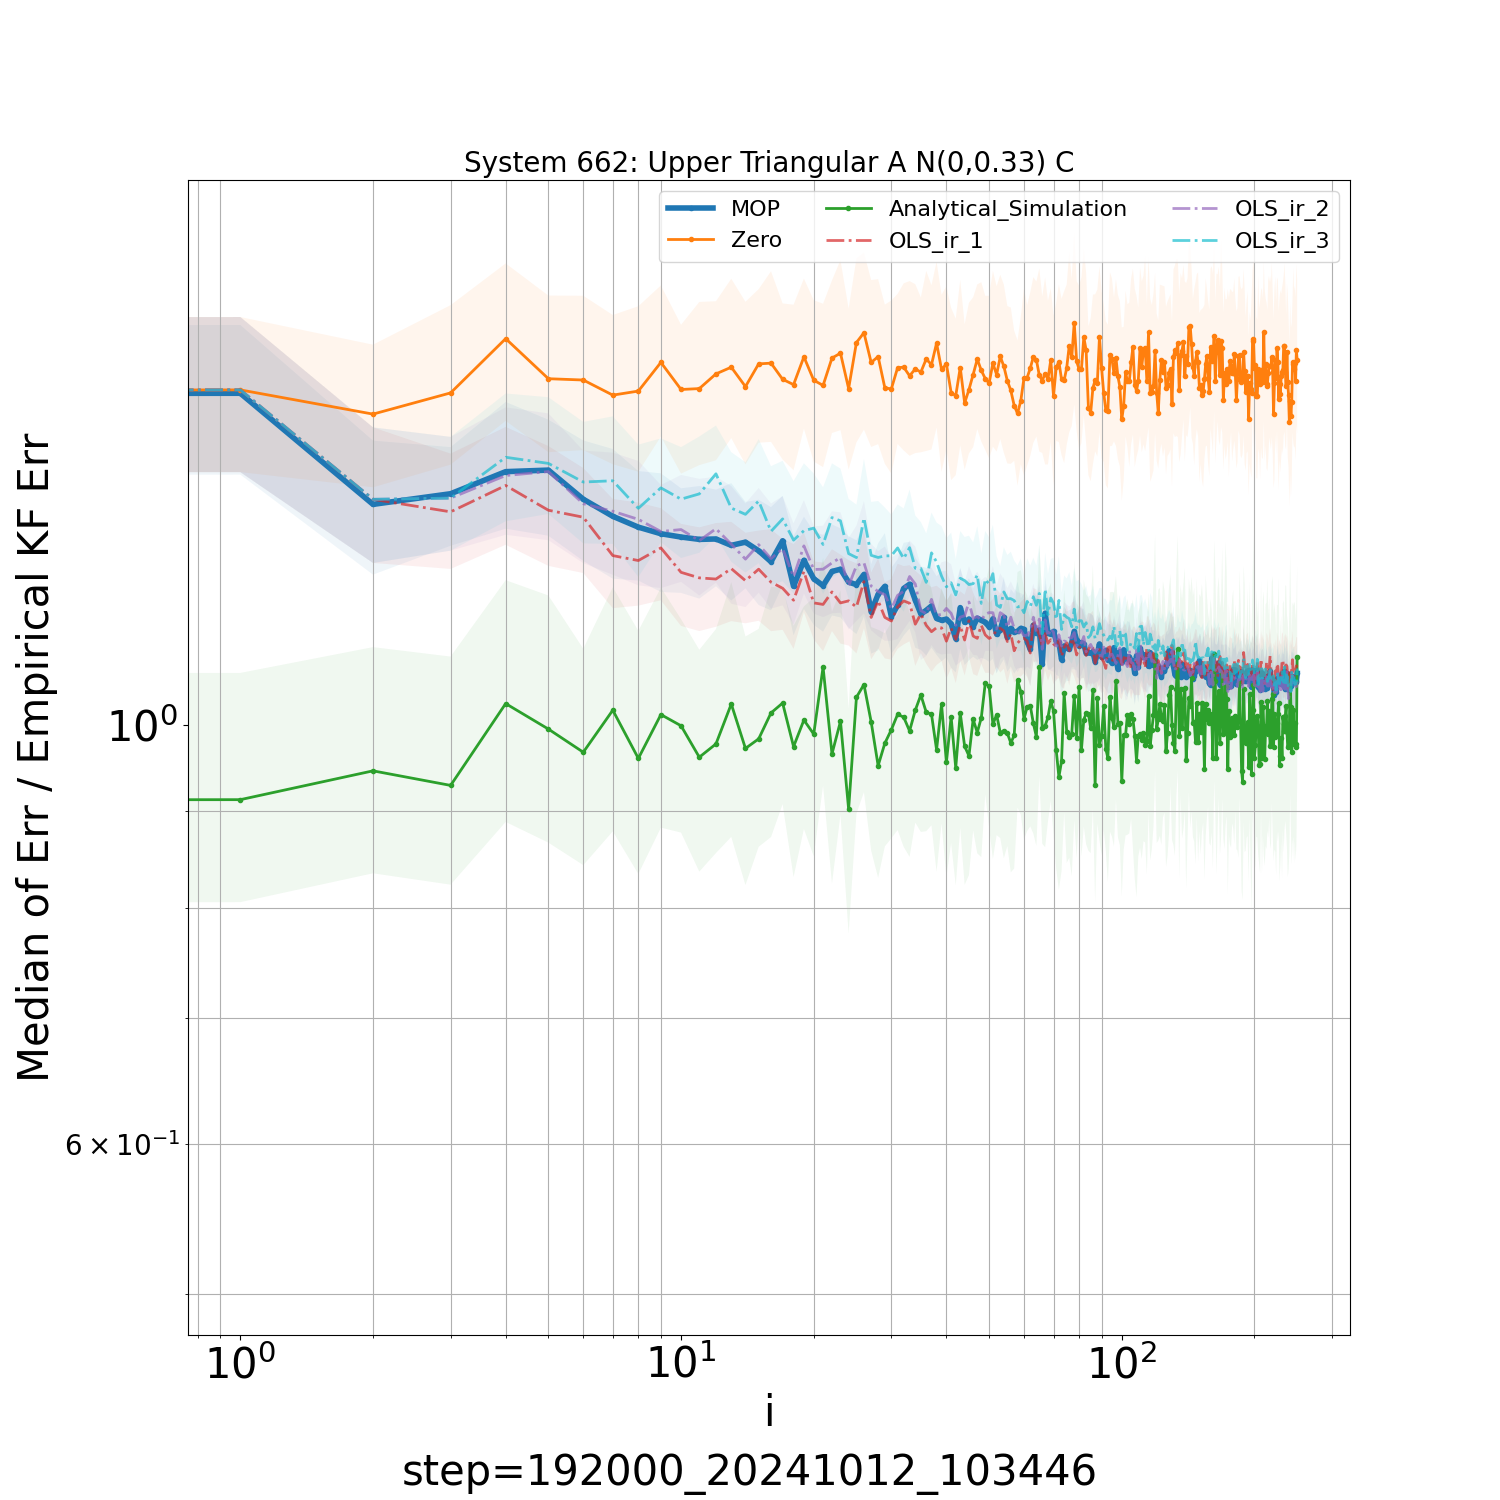 System 662: Upper Triangular A N(0,0.33) C
MOP
Zero
Analytical_Simulation
OLS_ir_1
OLS_ir_2
OLS_ir_3
Median of Err / Empirical KF Err
10⁰
6 × 10⁻¹
10⁰ 10¹ 10²
i
step=192000_20241012_103446